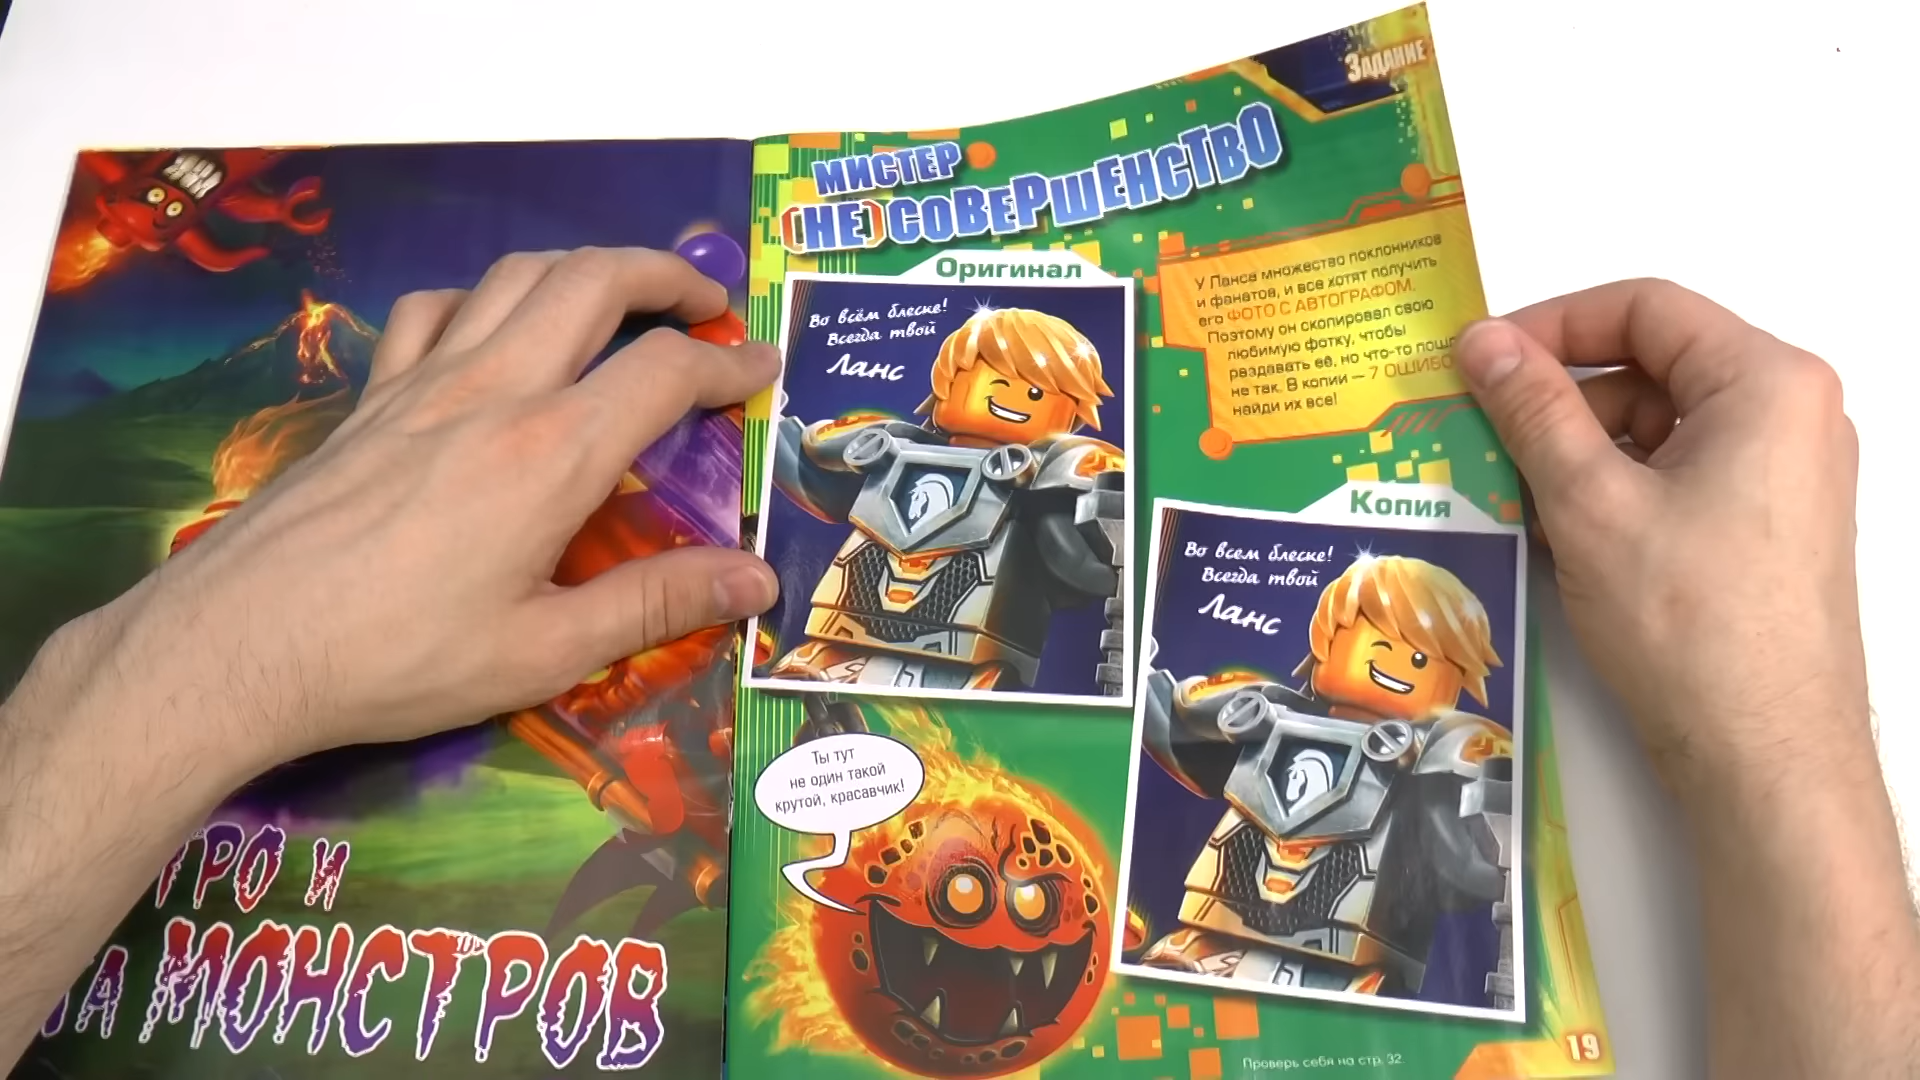 ТРО И
НА МОНСТРОВ
Задание
МИСТЕР
(НЕ)СОВЕРШЕНСТВО
Оригинал
Во всём блеске!
Всегда твой
Ланс
У Ланса множество поклонников
и фанатов, и все хотят получить
его ФОТО С АВТОГРАФОМ.
Поэтому он скопировал свою
любимую фотку, чтобы
раздавать её, но что-то
не так. В копии – 7
найди их все!
Копия
Во всем блеске!
Всегда твой
Ланс
Ты тут
не один такой
крутой, красавчик!
Проверь себя на стр. 32.
19